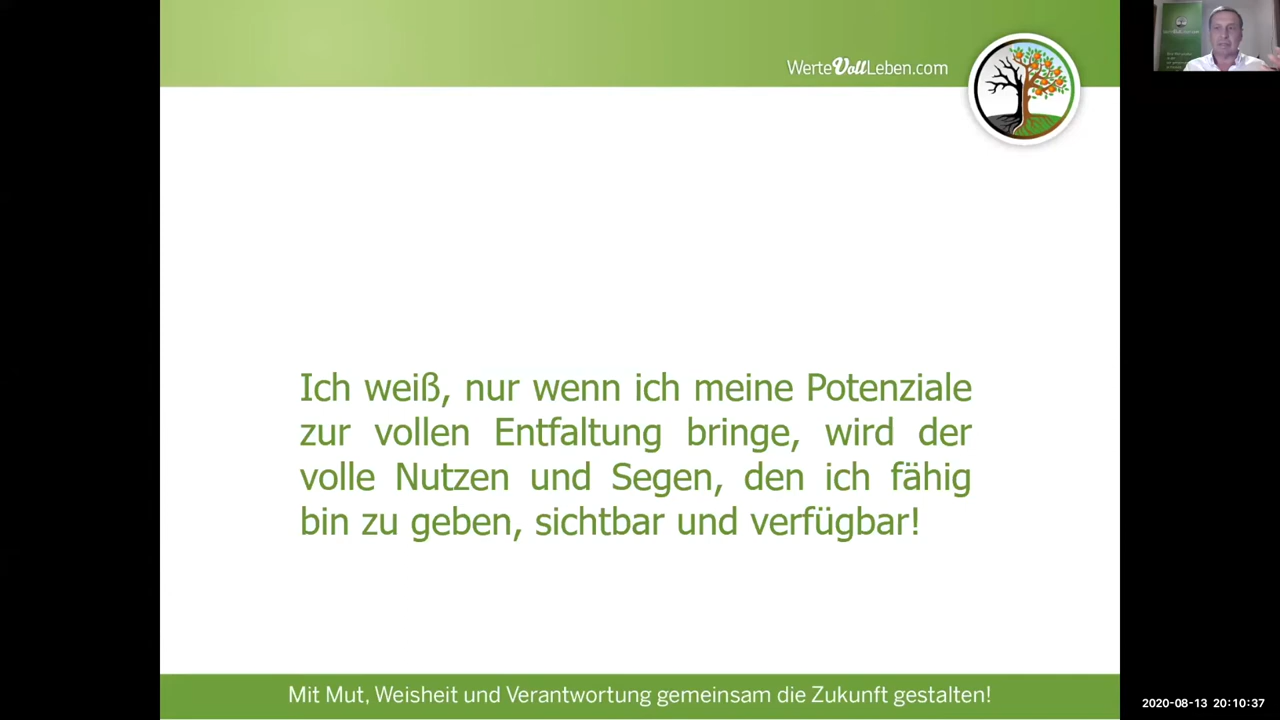 WerteVollLeben.com
Ich weiß, nur wenn ich meine Potenziale
zur vollen Entfaltung bringe, wird der
volle Nutzen und Segen, den ich fähig
bin zu geben, sichtbar und verfügbar!
Mit Mut, Weisheit und Verantwortung gemeinsam die Zukunft gestalten!
2020-08-13 20:10:37